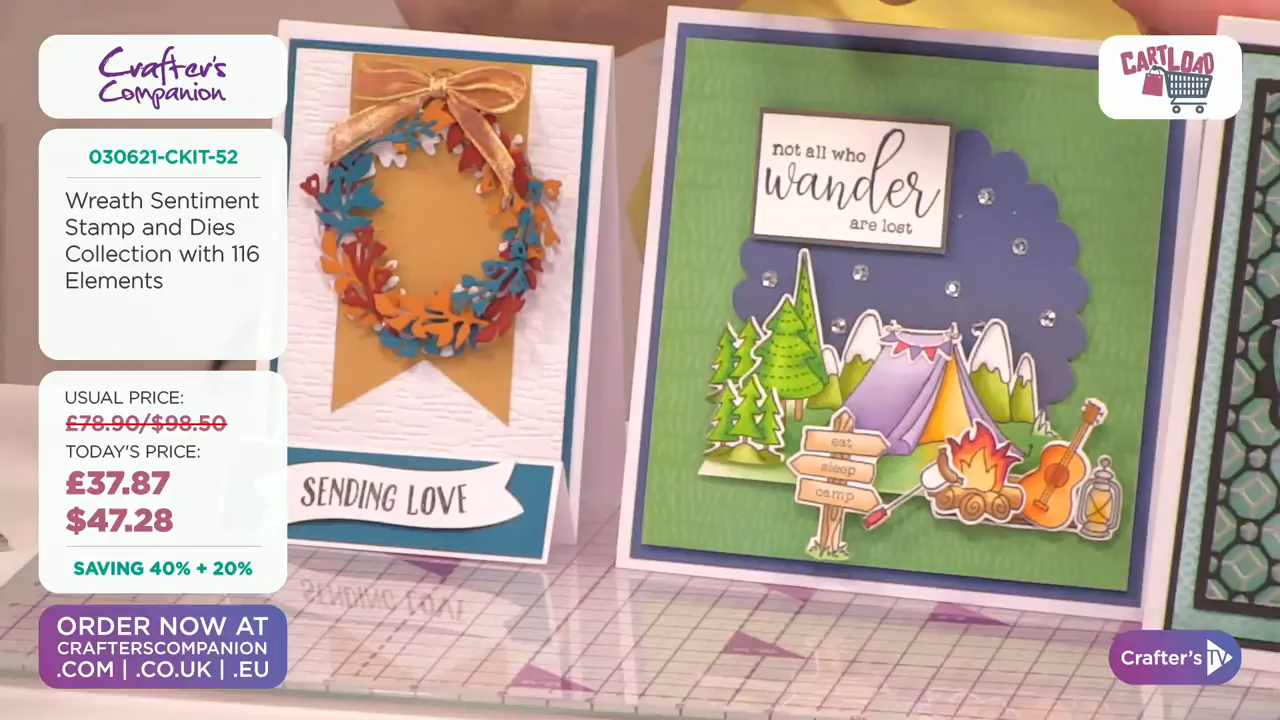 Crafter's
Companion
030621-CKIT-52
Wreath Sentiment
Stamp and Dies
Collection with 116
Elements
USUAL PRICE:
£78.90/$98.50
TODAY'S PRICE:
£37.87
$47.28
SAVING 40% + 20%
ORDER NOW AT
CRAFTERSCOMPANION
.COM | .CO.UK | .EU
SENDING LOVE
not all who
wander
are lost
eat
sleep
camp
CARTLOAD
Crafter's TV